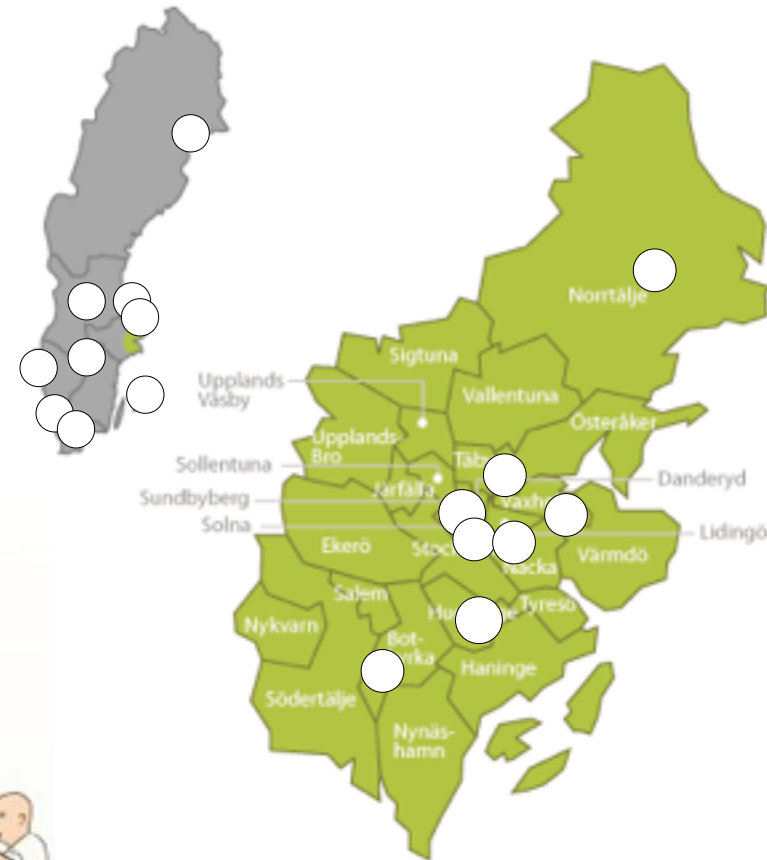 Norrtälje
Sigtuna
Upplands
Väsby
Vallentuna
Österåker
Upplands-
Bro
Sollentuna
Danderyd
Järfälla
Sundbyberg
Solna
Lidingö
Ekerö
Värmdö
Salem
Tyresö
Nykvarn
Bot-
Haninge
Södertälje
Nynäs-
hamn